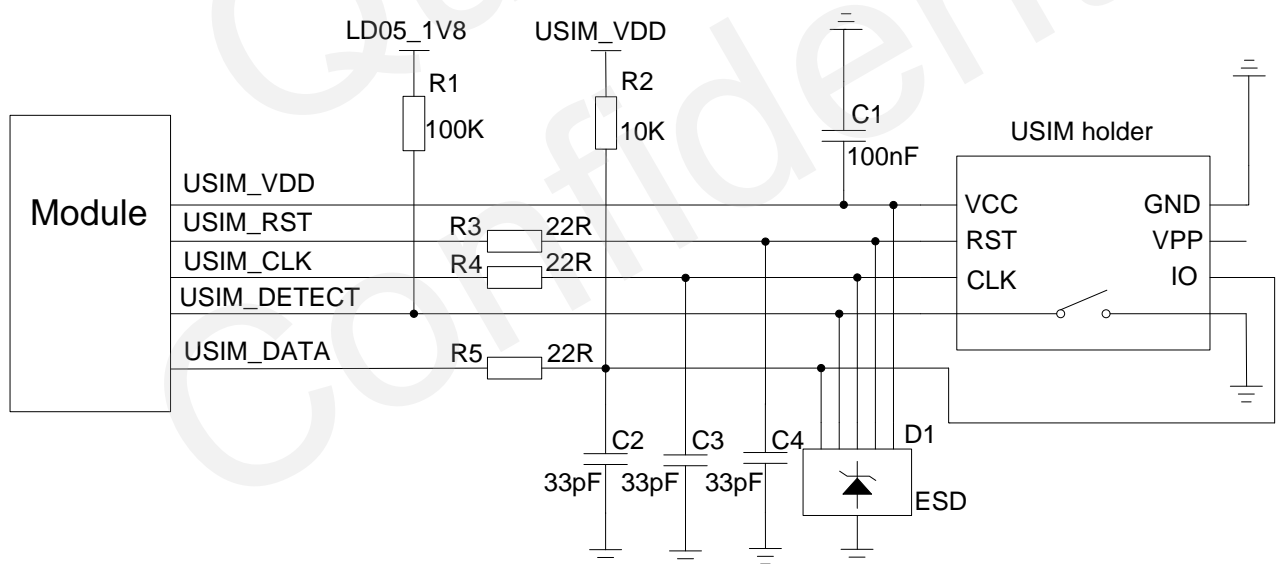 LD05_1V8
USIM_VDD
R1
100K
R2
10K
C1
100nF
USIM holder
Module
USIM_VDD
USIM_RST
USIM_CLK
USIM_DETECT
USIM_DATA
R3 22R
R4 22R
R5 22R
VCC GND
RST VPP
CLK IO
C2
33pF
C3
33pF
C4
33pF
D1
ESD
Confident